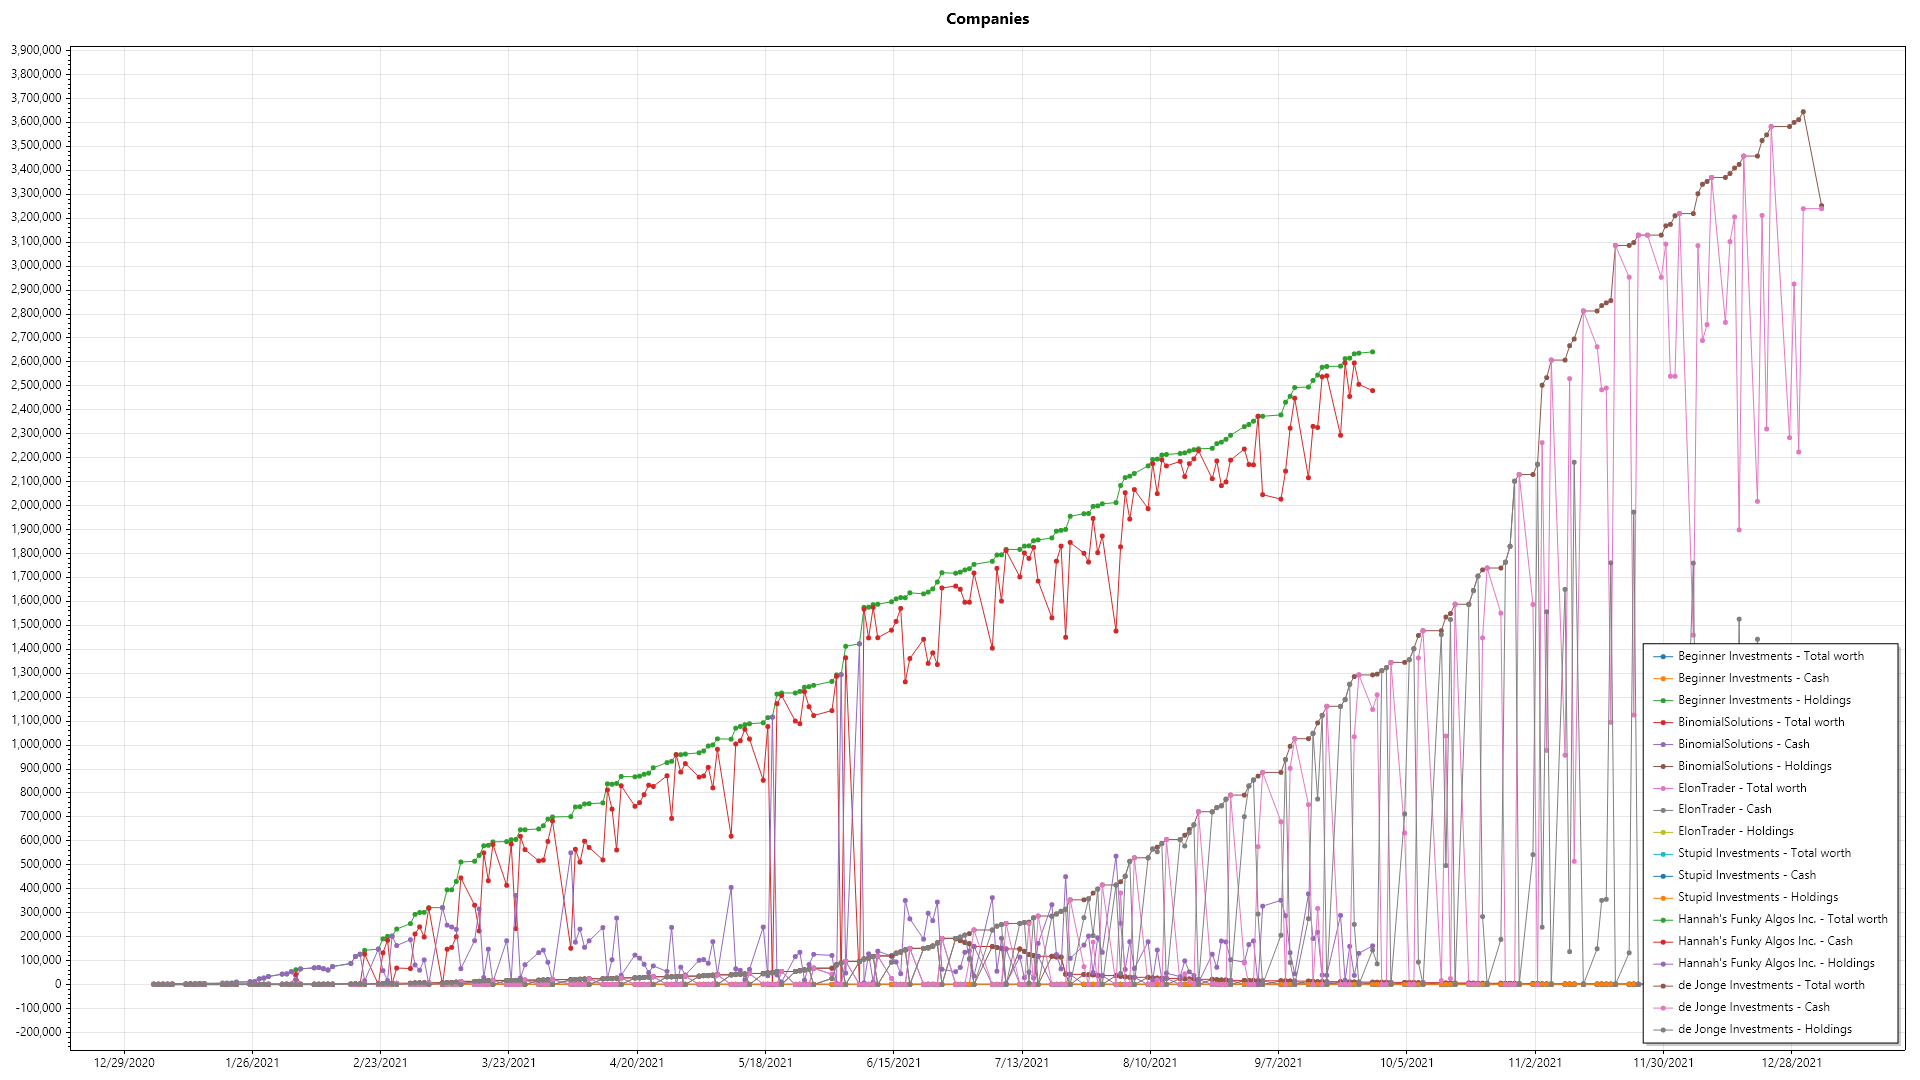 Companies
3,900,000
3,800,000
3,700,000
3,600,000
3,500,000
3,400,000
3,300,000
3,200,000
3,100,000
3,000,000
2,900,000
2,800,000
2,700,000
2,600,000
2,500,000
2,400,000
2,300,000
2,200,000
2,100,000
2,000,000
1,900,000
1,800,000
1,700,000
1,600,000
1,500,000
1,400,000
1,300,000
1,200,000
1,100,000
1,000,000
900,000
800,000
700,000
600,000
500,000
400,000
300,000
200,000
100,000
0
-100,000
-200,000
12/29/2020 1/26/2021 2/23/2021 3/23/2021 4/20/2021 5/18/2021 6/15/2021 7/13/2021 8/10/2021 9/7/2021 10/5/2021 11/2/2021 11/30/2021 12/28/2021
Beginner Investments - Total worth
Beginner Investments - Cash
Beginner Investments - Holdings
BinomialSolutions - Total worth
BinomialSolutions - Cash
BinomialSolutions - Holdings
ElonTrader - Total worth
ElonTrader - Cash
ElonTrader - Holdings
Stupid Investments - Total worth
Stupid Investments - Cash
Stupid Investments - Holdings
Hannah's Funky Algos Inc. - Total worth
Hannah's Funky Algos Inc. - Cash
Hannah's Funky Algos Inc. - Holdings
de Jonge Investments - Total worth
de Jonge Investments - Cash
de Jonge Investments - Holdings